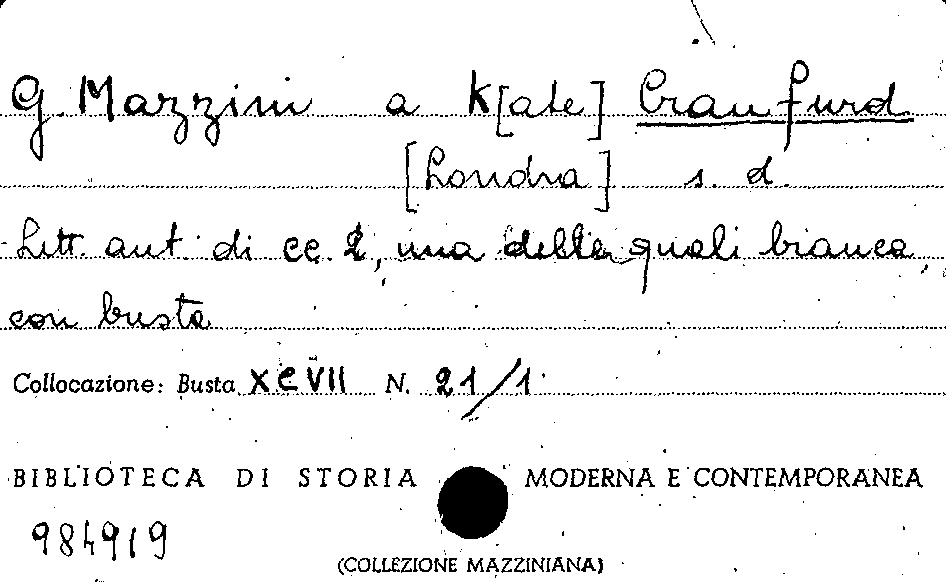 G. Mazzini a K[ate] Craufurd
[Londra] s. d.
Lett. aut. di cc. 2, una delle quali bianca,
con busta
Collocazione: Busta XCVII N. 21/1
BIBLIOTECA DI STORIA MODERNA E CONTEMPORANEA
984919
(COLLEZIONE MAZZINIANA)